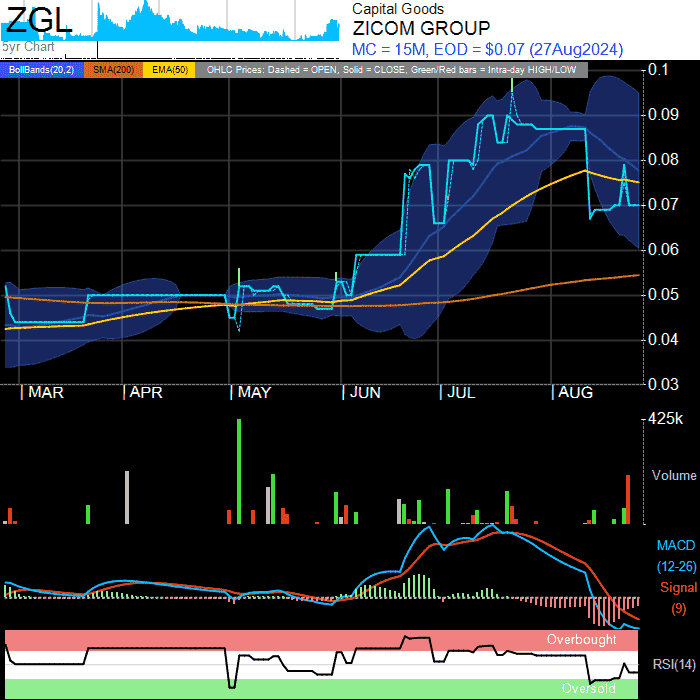 ZGL
5yr Chart
Capital Goods
ZICOM GROUP
MC = 15M, EOD = $0.07 (27Aug2024)
BollBands(20,2) SMA(200) EMA(50) OHLC Prices: Dashed = OPEN, Solid = CLOSE, Green/Red bars = Intra-day HIGH/LOW
0.1
0.09
0.08
0.07
0.06
0.05
0.04
0.03
MAR APR MAY JUN JUL AUG
425k
Volume
MACD
(12-26)
Signal
(9)
Overbought
RSI(14)
Oversold